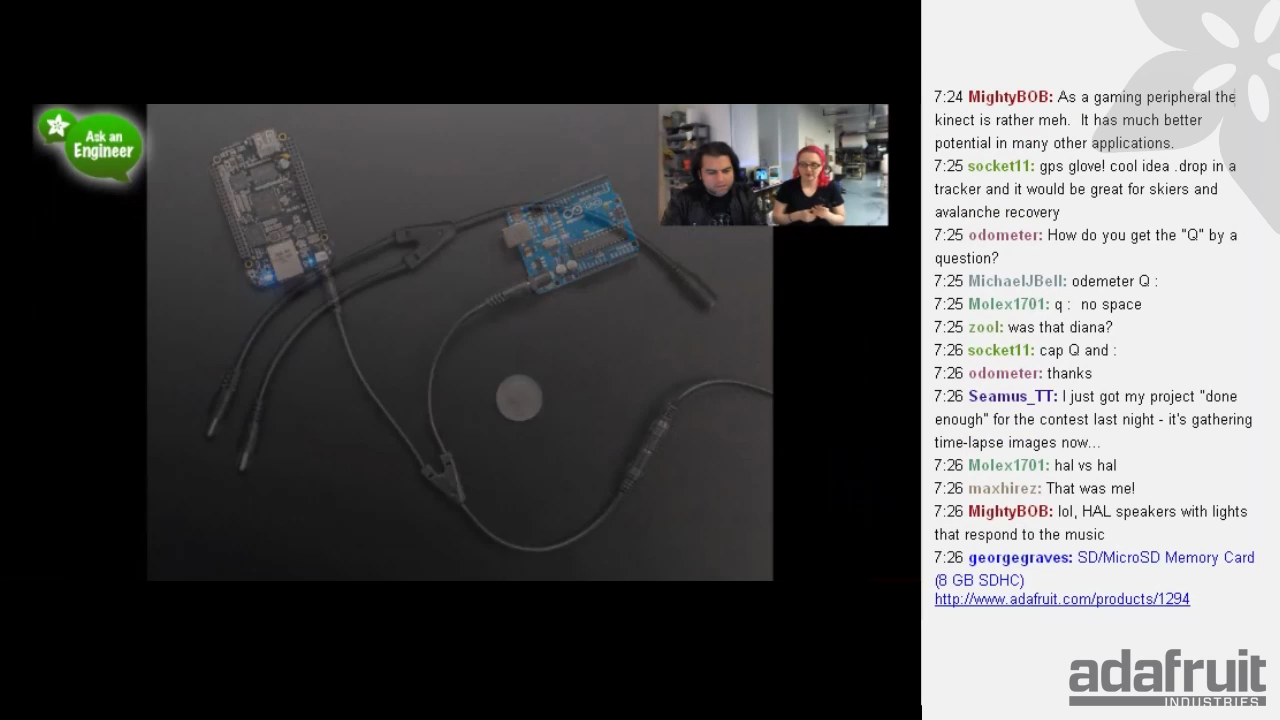 Ask an
Engineer
7:24 MightyBOB: As a gaming peripheral the
kinect is rather meh. It has much better
potential in many other applications.
7:25 socket11: gps glove! cool idea .drop in a
tracker and it would be great for skiers and
avalanche recovery
7:25 odometer: How do you get the "Q" by a
question?
7:25 MichaelJBell: odemeter Q :
7:25 Molex1701: q : no space
7:25 zool: was that diana?
7:26 socket11: cap Q and :
7:26 odometer: thanks
7:26 Seamus_TT: I just got my project "done
enough" for the contest last night - it's gathering
time-lapse images now...
7:26 Molex1701: hal vs hal
7:26 maxhirez: That was me!
7:26 MightyBOB: lol, HAL speakers with lights
that respond to the music
7:26 georgegraves: SD/MicroSD Memory Card
(8 GB SDHC)
http://www.adafruit.com/products/1294
adafruit
INDUSTRIES